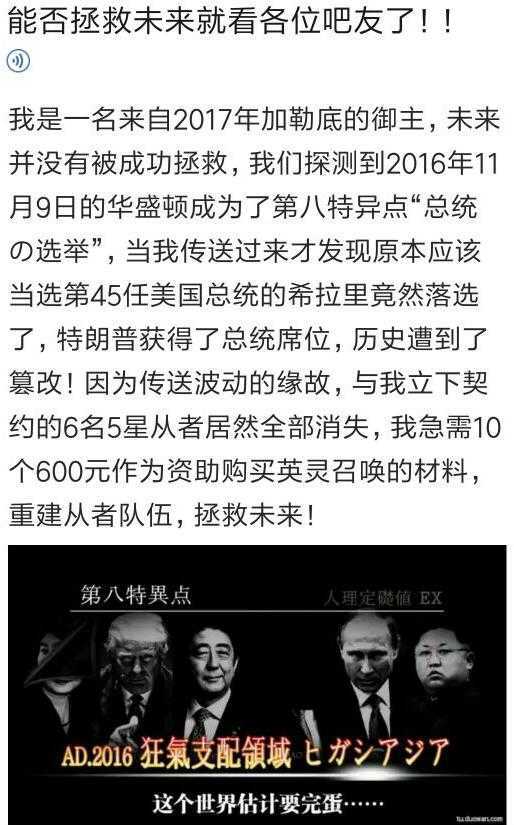 能否拯救未来就看各位吧友了！！
我是一名来自2017年加勒底的御主，未来
并没有被成功拯救，我们探测到2016年11
月9日的华盛顿成为了第八特异点“总统
の选举”，当我传送过来才发现原本应该
当选第45任美国总统的希拉里竟然落选
了，特朗普获得了总统席位，历史遭到了
篡改！因为传送波动的缘故，与我立下契
约的6名5星从者居然全部消失，我急需10
个600元作为资助购买英灵召唤的材料，
重建从者队伍，拯救未来！
第八特異点
人理定礎値 EX
AD.2016 狂氣支配領域 ヒガシアジア
这个世界估计要完蛋……
tu.duowan.com